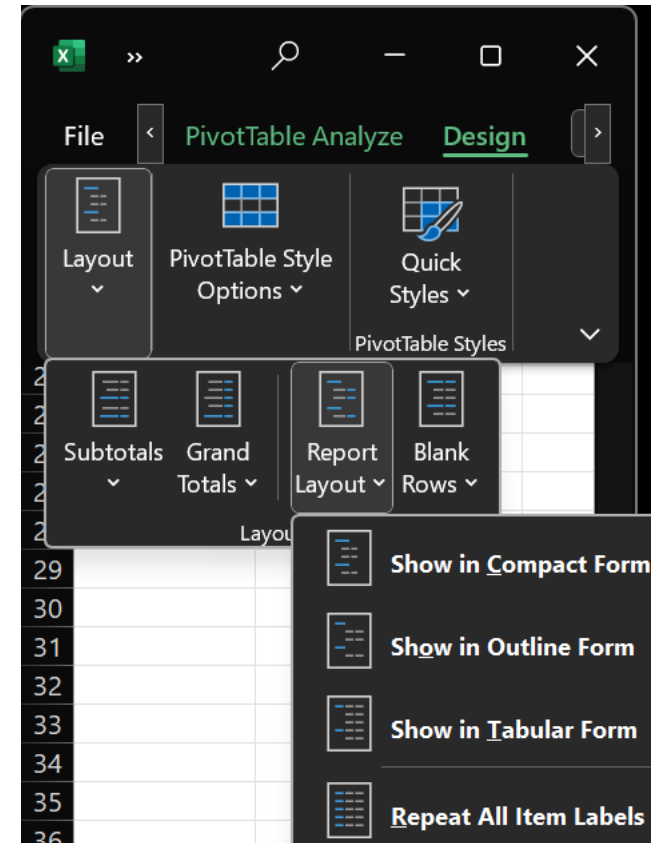 File
PivotTable Analyze
Design
Layout
PivotTable Style
Options
Quick
Styles
PivotTable Styles
Subtotals
Grand
Totals
Report
Layout
Blank
Rows
Layou
Show in Compact Form
Show in Outline Form
Show in Tabular Form
Repeat All Item Labels
29
30
31
32
33
34
35
36